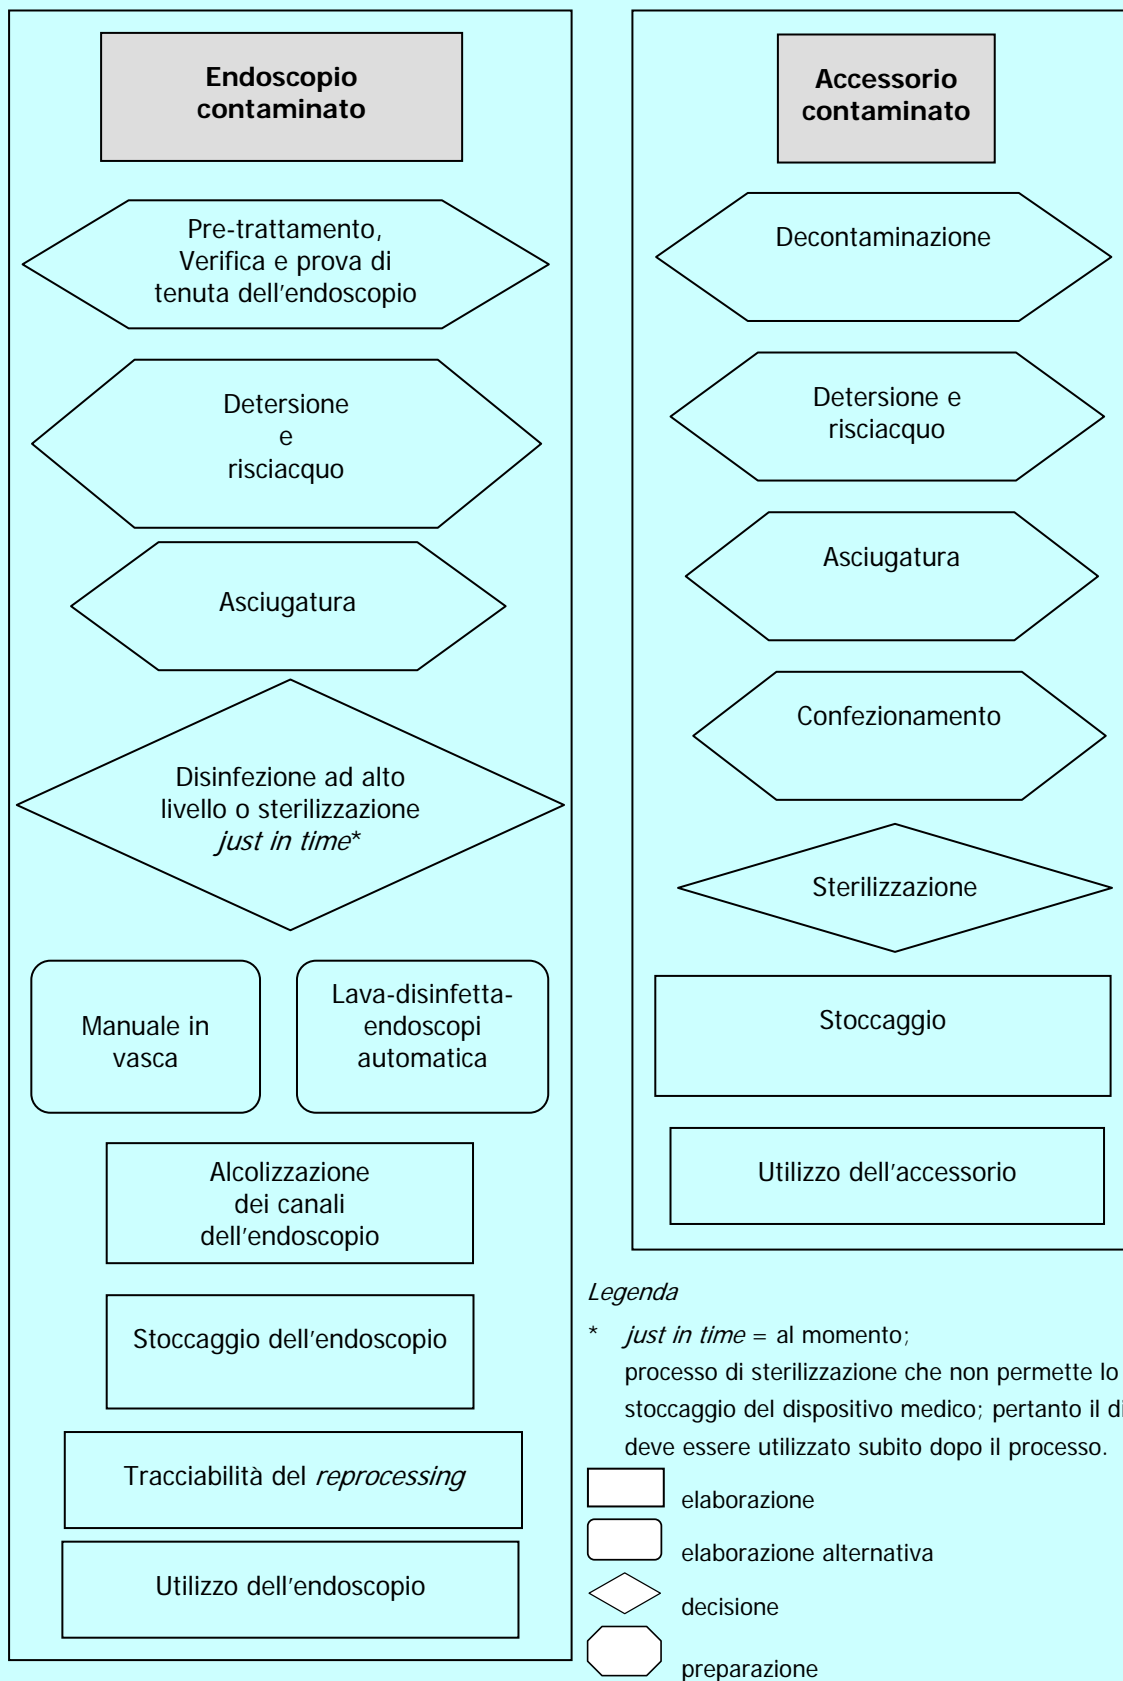 Endoscopio
contaminato
Pre-trattamento,
Verifica e prova di
tenuta dell'endoscopio
Detersione
e
risciacquo
Asciugatura
Disinfezione ad alto
livello o sterilizzazione
just in time*
Manuale in
vasca
Lava-disinfetta-
endoscopi
automatica
Alcolizzazione
dei canali
dell'endoscopio
Stoccaggio dell'endoscopio
Tracciabilità del reprocessing
Utilizzo dell'endoscopio
Accessorio
contaminato
Decontaminazione
Detersione e
risciacquo
Asciugatura
Confezionamento
Sterilizzazione
Stoccaggio
Utilizzo dell'accessorio
Legenda
* just in time = al momento;
processo di sterilizzazione che non permette lo
stoccaggio del dispositivo medico; pertanto il di
deve essere utilizzato subito dopo il processo.
elaborazione
elaborazione alternativa
decisione
preparazione